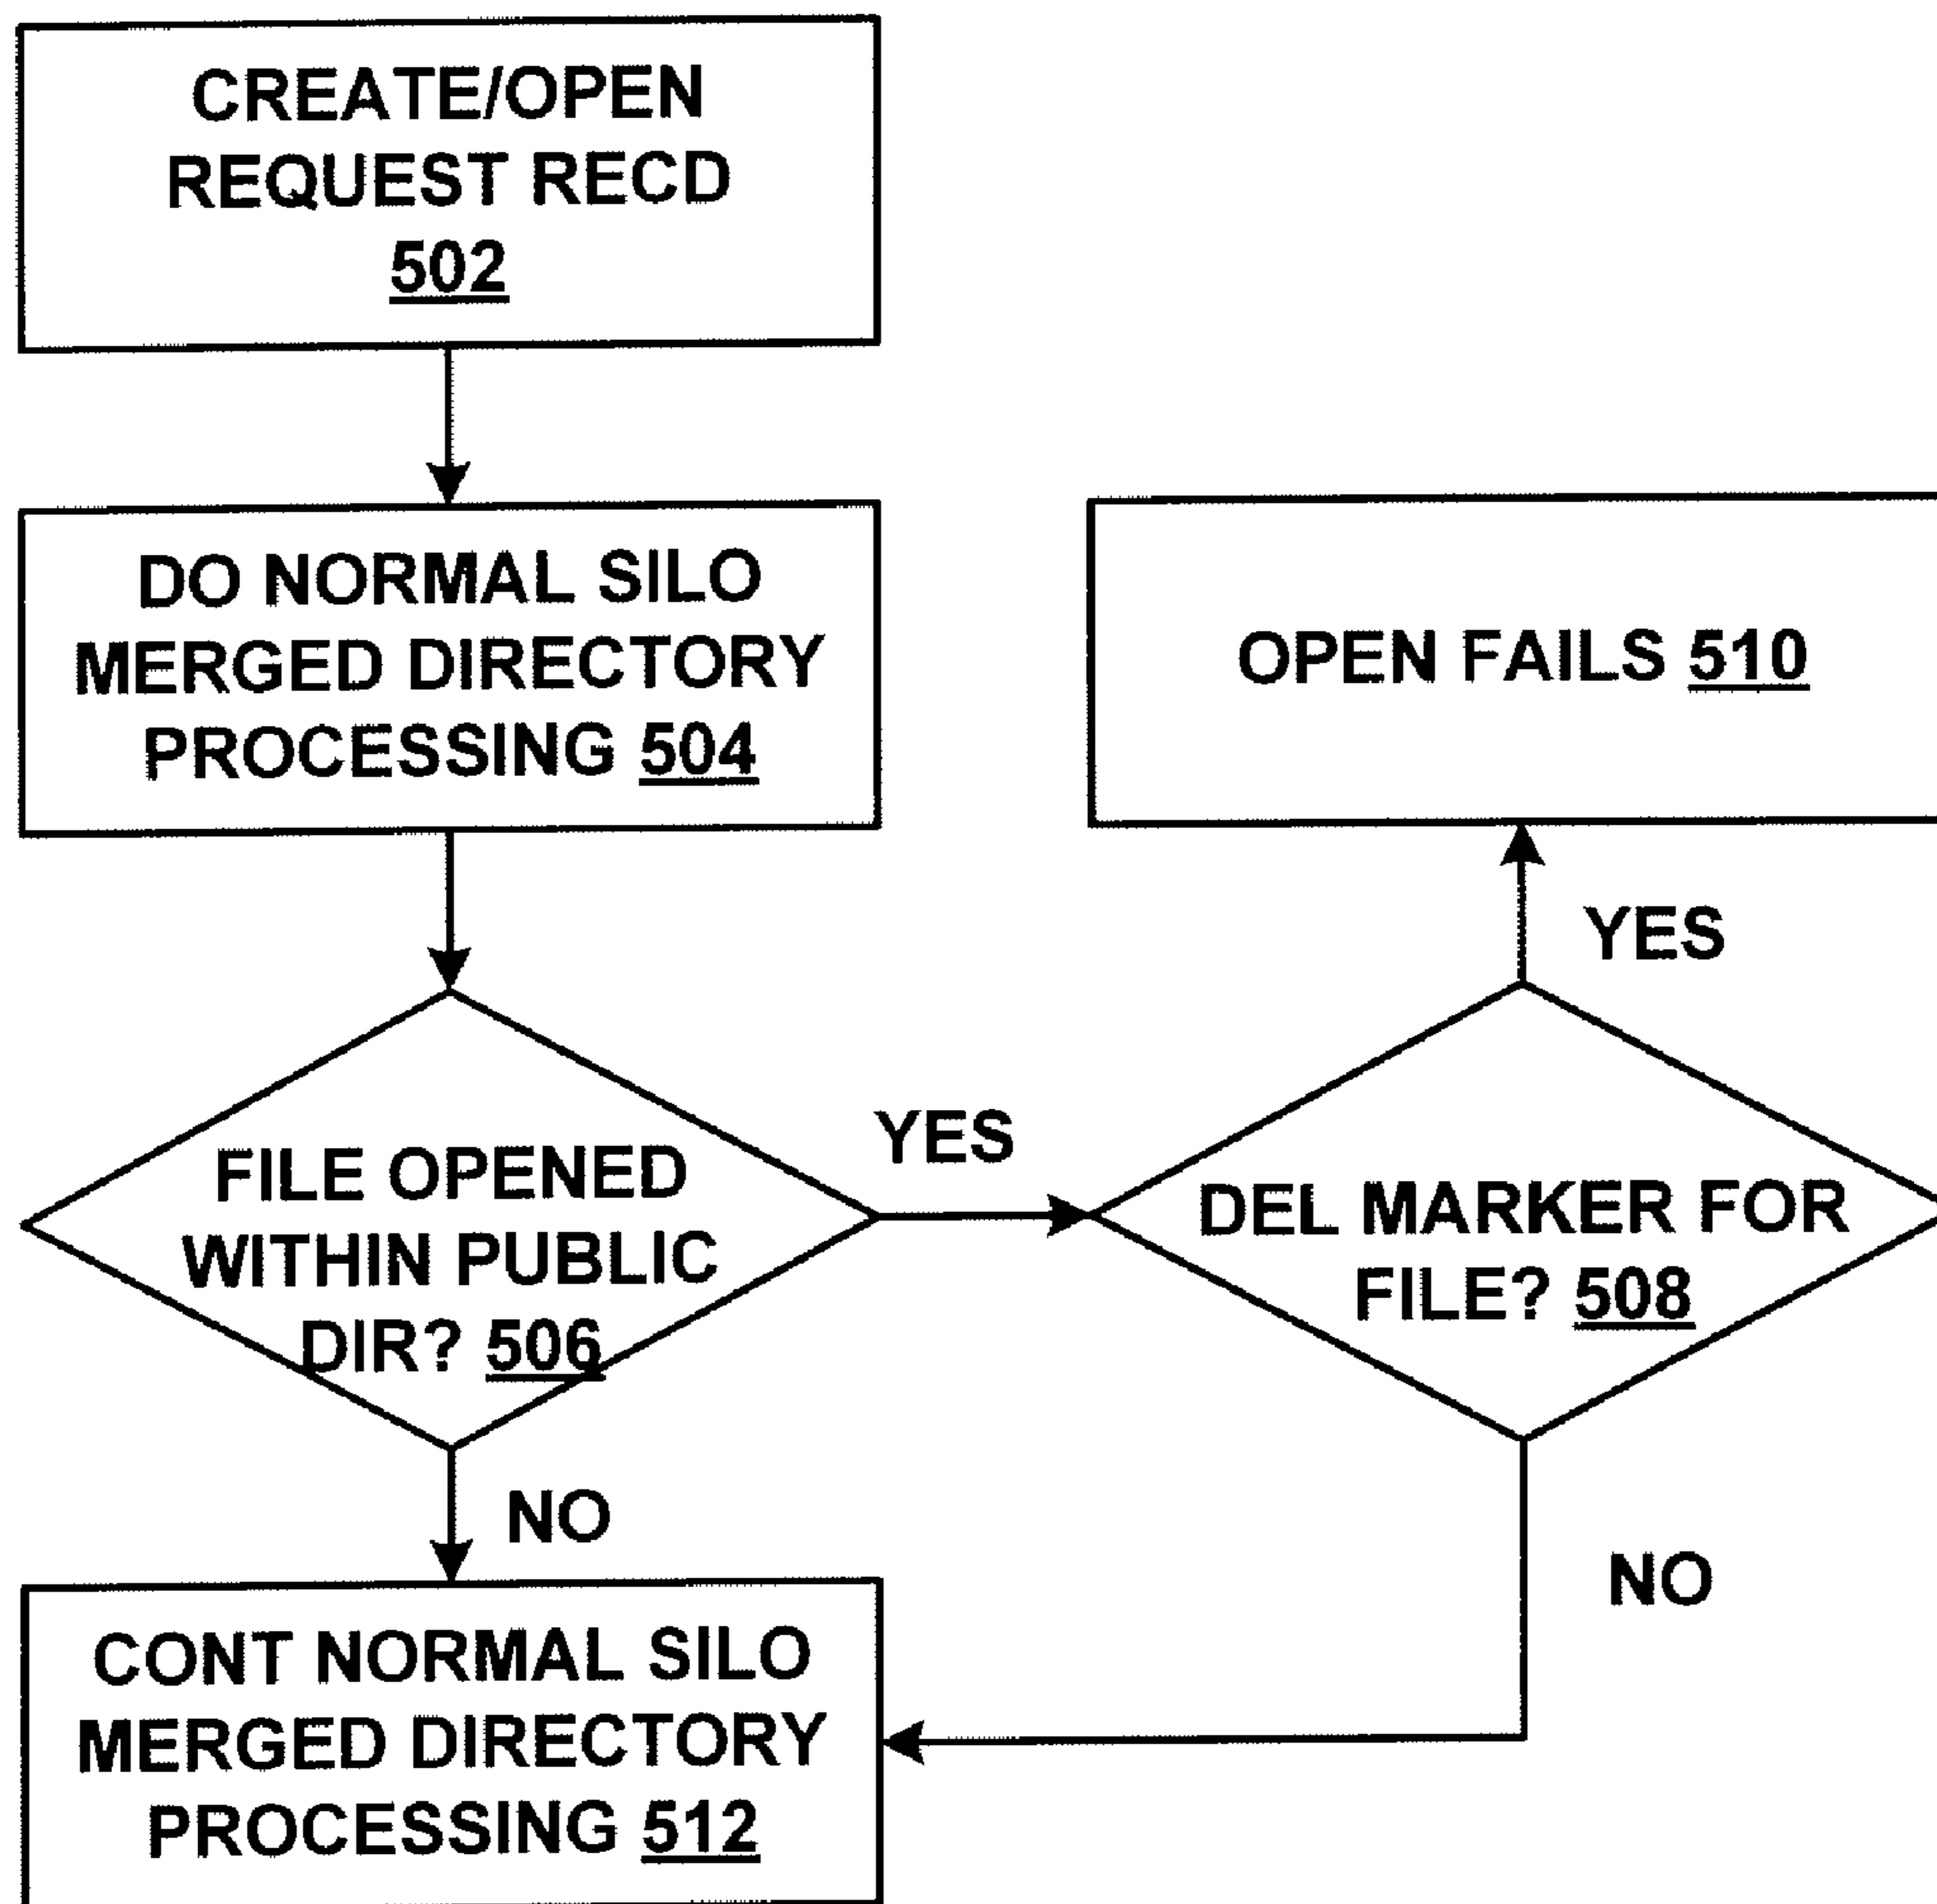 CREATE/OPEN
REQUEST RECD
502
DO NORMAL SILO
MERGED DIRECTORY
PROCESSING 504
OPEN FAILS 510
YES
FILE OPENED
WITHIN PUBLIC
DIR? 506
YES
DEL MARKER FOR
FILE? 508
NO
NO
CONT NORMAL SILO
MERGED DIRECTORY
PROCESSING 512